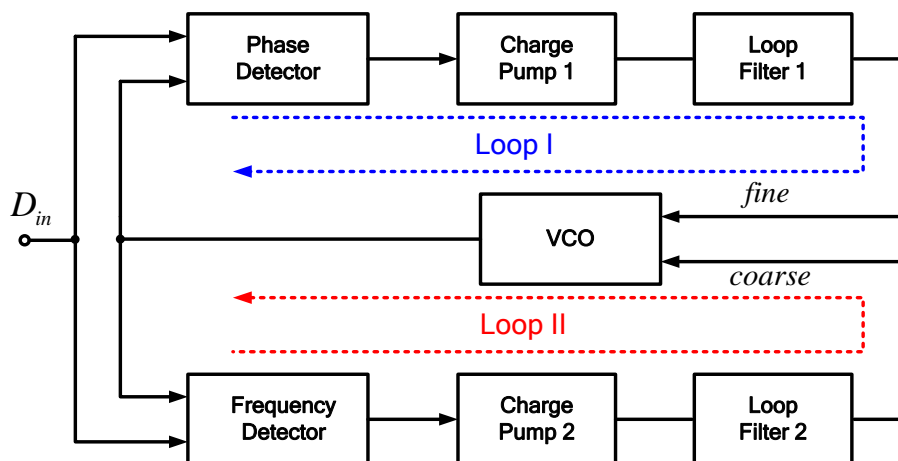 Phase
Detector
Charge
Pump 1
Loop
Filter 1
Loop I
D_in
VCO
fine
coarse
Loop II
Frequency
Detector
Charge
Pump 2
Loop
Filter 2